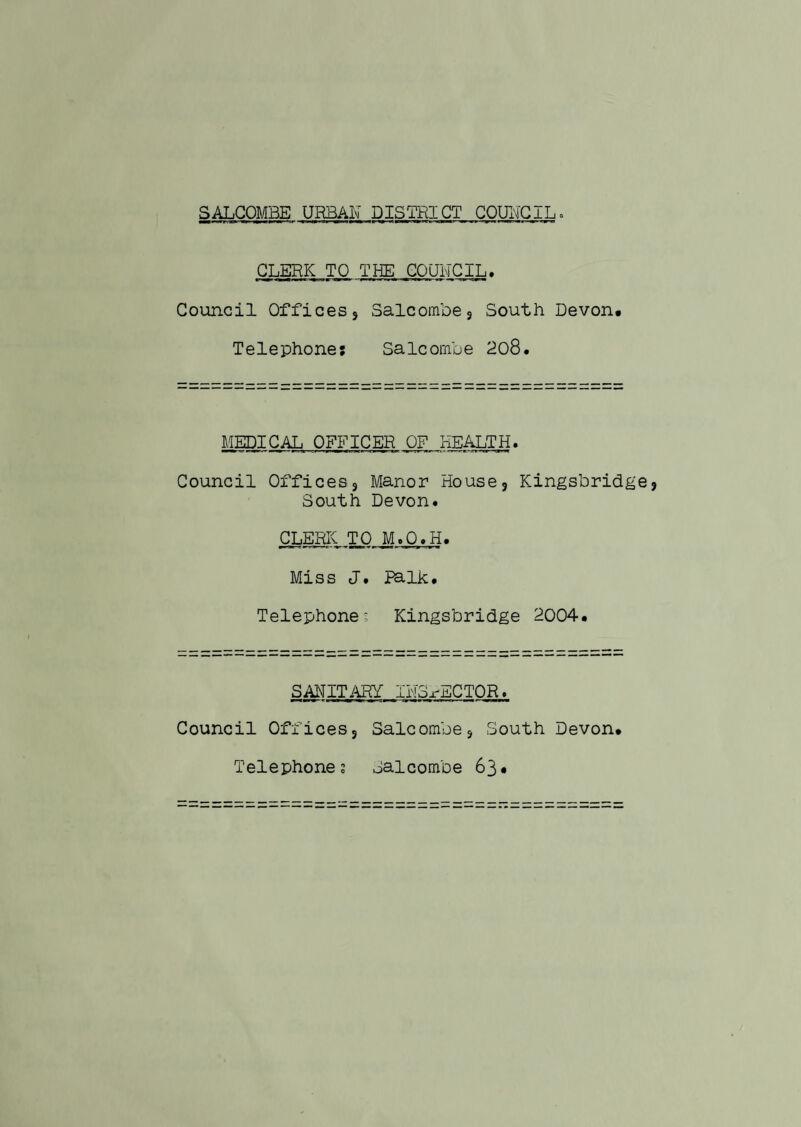 SALCOMBE URBAN DISTRICT COUNCIL.
CLERK TO THE COUNCIL.
Council Offices, Salcombe, South Devon.
Telephone: Salcombe 208.
MEDICAL OFFICER OF HEALTH.
Council Offices, Manor House, Kingsbridge,
South Devon.
CLERK TO M.O.H.
Miss J. Palk.
Telephone: Kingsbridge 2004.
SANITARY INSPECTOR.
Council Offices, Salcombe, South Devon.
Telephone: Salcombe 63.